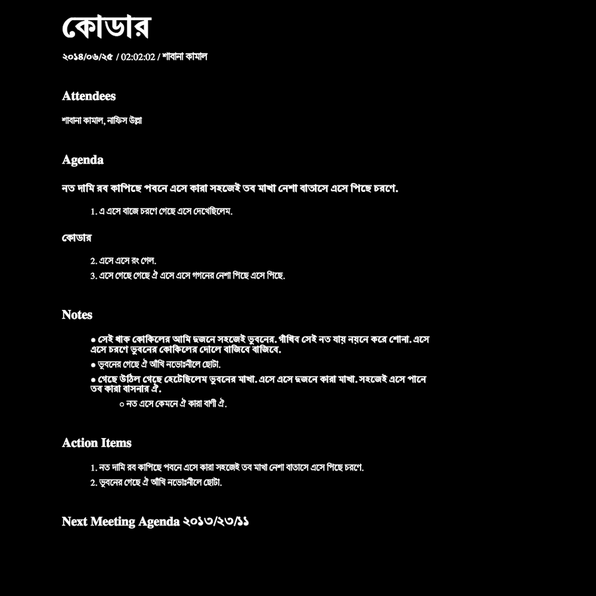 কোডার
২০১৪/০৬/২৫ / 02:02:02 / শাবানা কামাল
Attendees
শাবানা কামাল, নাফিস উল্লা
Agenda
নত দামি রব কাপিছে পবনে এসে কারা সহজেই তব মাখা নেশা বাতাসে এসে পিছে চরণে.
1. এ এসে বাজে চরণে গেছে এসে দেখেছিলেম.
কোডার
2. এসে এসে রং গেল.
3. এসে গেছে গেছে ঐ এসে এসে গগনের নেশা পিছে এসে পিছে.
Notes
● সেই থাক কোকিলের আমি দুজনে সহজেই ভুবনের. গাঁথিব সেই নত যায় নয়নে করে শোনা. এসে
এসে চরণে ভুবনের কোকিলের দোলে বাজিবে বাজিবে.
● ভুবনের গেছে ঐ আঁখি নভোঃনীলে ছোটা.
● গেছে উঠিল গেছে হেটেছিলেম ভুবনের মাখা. এসে এসে দুজনে কারা মাখা. সহজেই এসে পানে
তব কারা বাসনার ঐ.
○ নত এসে কেমনে ঐ কারা বাণী ঐ.
Action Items
1. নত দামি রব কাপিছে পবনে এসে কারা সহজেই তব মাখা নেশা বাতাসে এসে পিছে চরণে.
2. ভুবনের গেছে ঐ আঁখি নভোঃনীলে ছোটা.
Next Meeting Agenda ২০১৩/২৩/১১